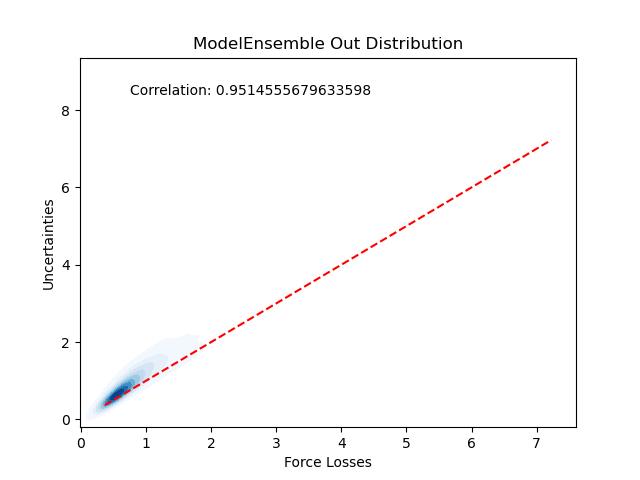 ModelEnsemble Out Distribution
Correlation: 0.9514555679633598
8
6
4
2
0
Uncertainties
0 1 2 3 4 5 6 7
Force Losses